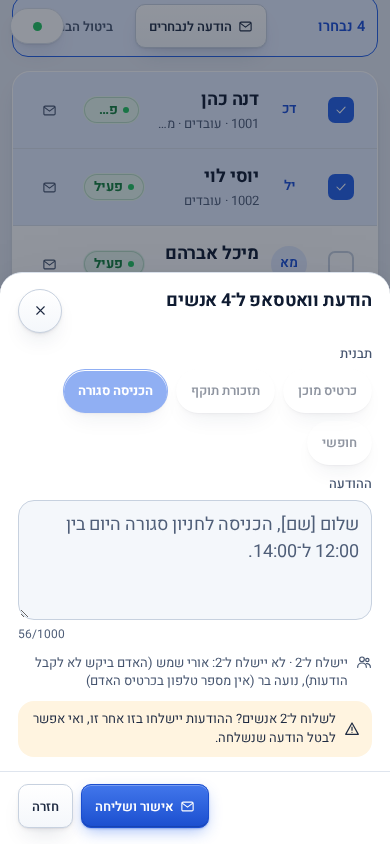 4 נבחרו
הודעה לנבחרים
ביטול הב
דכ
דנה כהן
1001 · עובדים · מ...
פ...
יל
יוסי לוי
1002 · עובדים
פעיל
מא
מיכל אברהם
פעיל
הודעת וואטסאפ ל־4 אנשים
תבנית
כרטיס מוכן
תזכורת תוקף
הכניסה סגורה
חופשי
ההודעה
שלום [שם], הכניסה לחניון סגורה היום בין
12:00 ל־14:00.
56/1000
יישלח ל־2 · לא יישלח ל־2: אורי שמש (האדם ביקש לא לקבל
הודעות), נועה בר (אין מספר טלפון בכרטיס האדם)
לשלוח ל־2 אנשים? ההודעות יישלחו בזו אחר זו, ואי אפשר
לבטל הודעה שנשלחה.
אישור ושליחה
חזרה